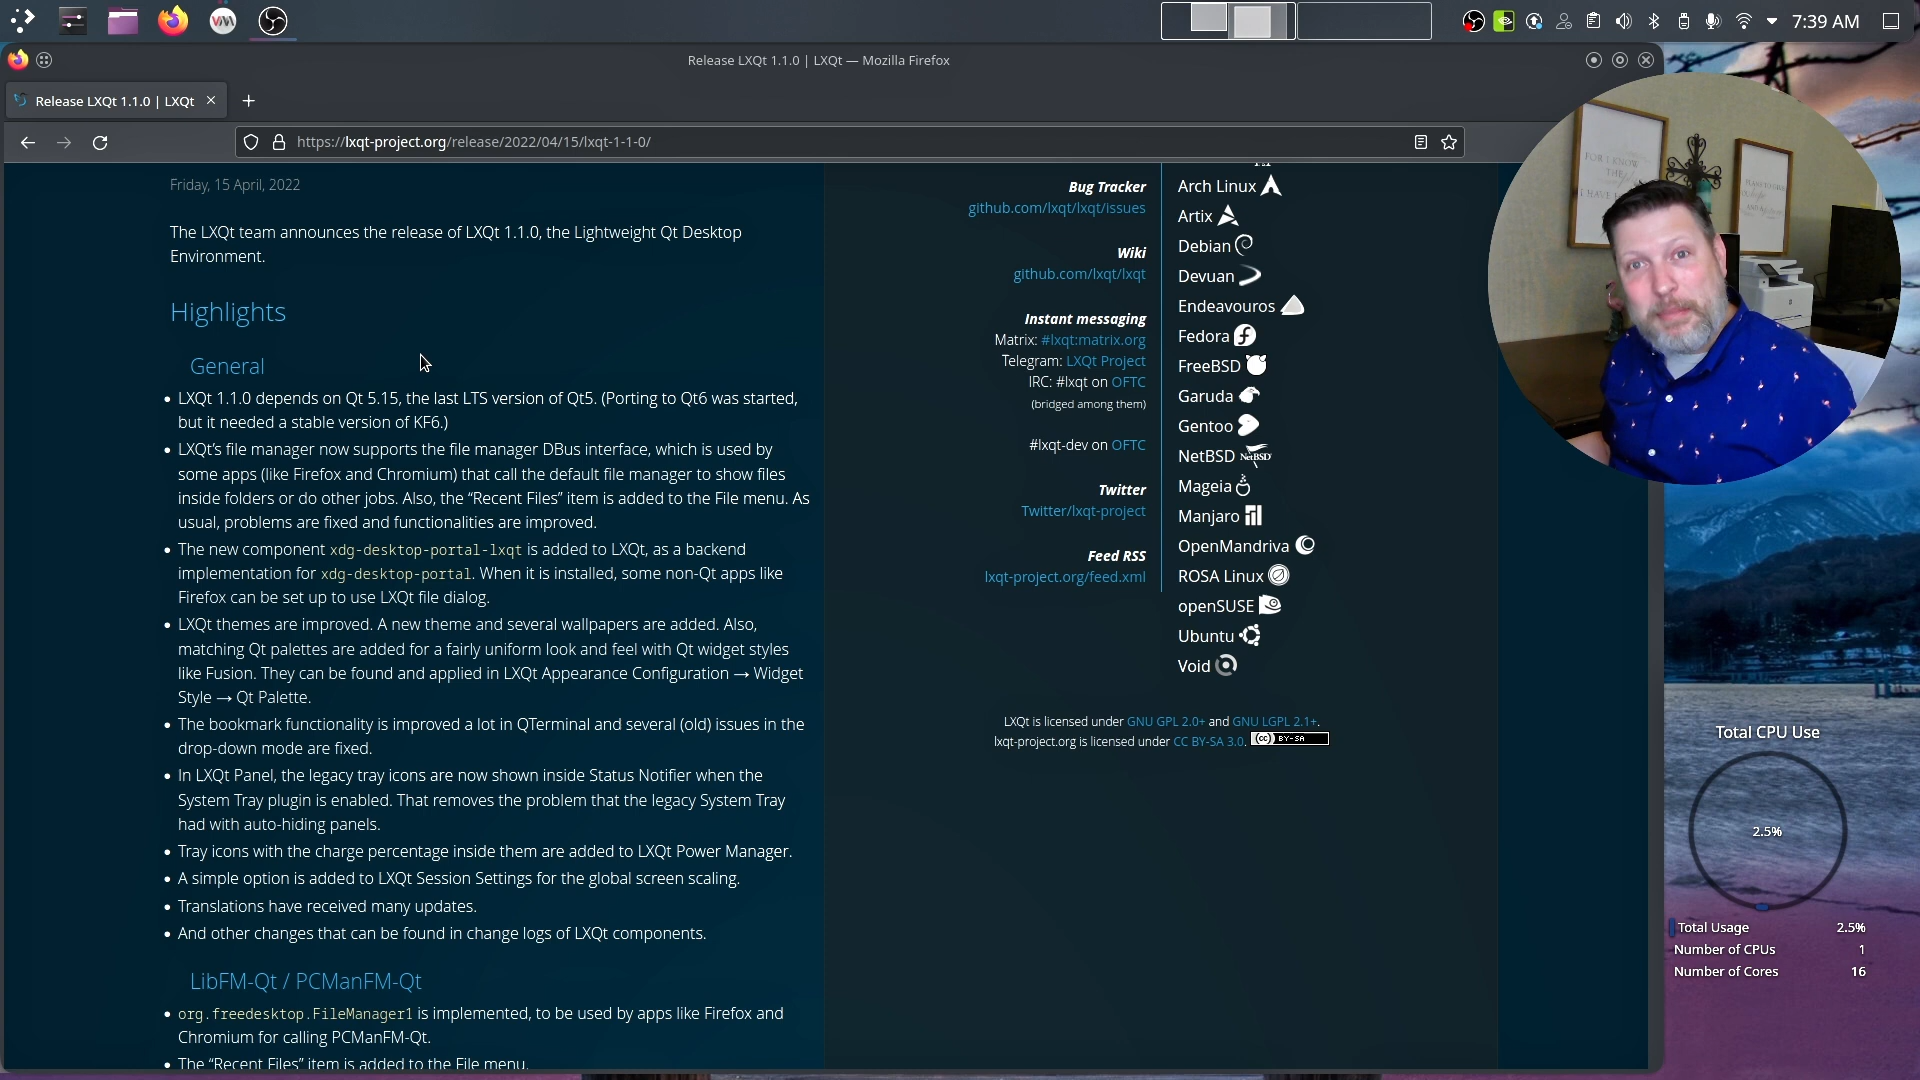 7:39 AM
Release LXQt 1.1.0 | LXQt — Mozilla Firefox
Release LXQt 1.1.0 | LXQt
https://lxqt-project.org/release/2022/04/15/lxqt-1-1-0/
Friday, 15 April, 2022
The LXQt team announces the release of LXQt 1.1.0, the Lightweight Qt Desktop
Environment.
Highlights
General
LXQt 1.1.0 depends on Qt 5.15, the last LTS version of Qt5. (Porting to Qt6 was started,
but it needed a stable version of KF6.)
LXQt’s file manager now supports the file manager DBus interface, which is used by
some apps (like Firefox and Chromium) that call the default file manager to show files
inside folders or do other jobs. Also, the “Recent Files” item is added to the File menu. As
usual, problems are fixed and functionalities are improved.
The new component xdg-desktop-portal-lxqt is added to LXQt, as a backend
implementation for xdg-desktop-portal. When it is installed, some non-Qt apps like
Firefox can be set up to use LXQt file dialog.
LXQt themes are improved. A new theme and several wallpapers are added. Also,
matching Qt palettes are added for a fairly uniform look and feel with Qt widget styles
like Fusion. They can be found and applied in LXQt Appearance Configuration → Widget
Style → Qt Palette.
The bookmark functionality is improved a lot in QTerminal and several (old) issues in the
drop-down mode are fixed.
In LXQt Panel, the legacy tray icons are now shown inside Status Notifier when the
System Tray plugin is enabled. That removes the problem that the legacy System Tray
had with auto-hiding panels.
Tray icons with the charge percentage inside them are added to LXQt Power Manager.
A simple option is added to LXQt Session Settings for the global screen scaling.
Translations have received many updates.
And other changes that can be found in change logs of LXQt components.
LibFM-Qt / PCManFM-Qt
org.freedesktop.FileManager1 is implemented, to be used by apps like Firefox and
Chromium for calling PCManFM-Qt.
The “Recent Files” item is added to the File menu.
Bug Tracker
github.com/lxqt/lxqt/issues
Wiki
github.com/lxqt/lxqt
Instant messaging
Matrix: #lxqt:matrix.org
Telegram: LXQt Project
IRC: #lxqt on OFTC
(bridged among them)
#lxqt-dev on OFTC
Twitter
Twitter/lxqt-project
Feed RSS
lxqt-project.org/feed.xml
Arch Linux
Artix
Debian
Devuan
Endeavouros
Fedora
FreeBSD
Garuda
Gentoo
NetBSD NetBSD
Mageia
Manjaro
OpenMandriva
ROSA Linux
openSUSE
Ubuntu
Void
LXQt is licensed under GNU GPL 2.0+ and GNU LGPL 2.1+.
lxqt-project.org is licensed under CC BY-SA 3.0. (cc) BY-SA
FOR I KNOW
THE
I HAVE
Total CPU Use
2.5%
Total Usage 2.5%
Number of CPUs 1
Number of Cores 16